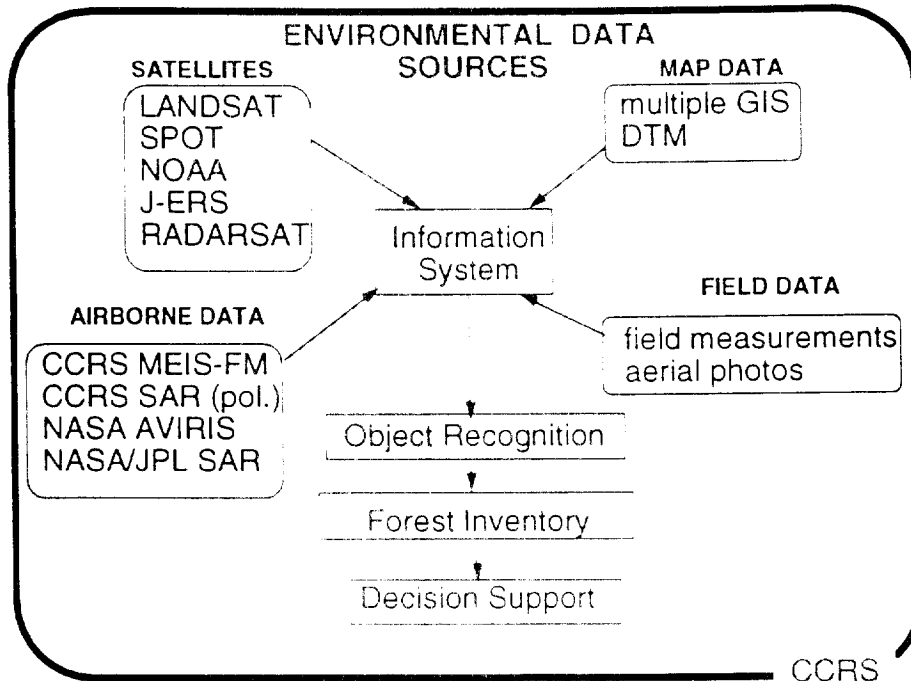 ENVIRONMENTAL DATA
SOURCES
SATELLITES
LANDSAT
SPOT
NOAA
J-ERS
RADARSAT
MAP DATA
multiple GIS
DTM
Information
System
AIRBORNE DATA
CCRS MEIS-FM
CCRS SAR (pol.)
NASA AVIRIS
NASA/JPL SAR
FIELD DATA
field measurements
aerial photos
Object Recognition
Forest Inventory
Decision Support
CCRS